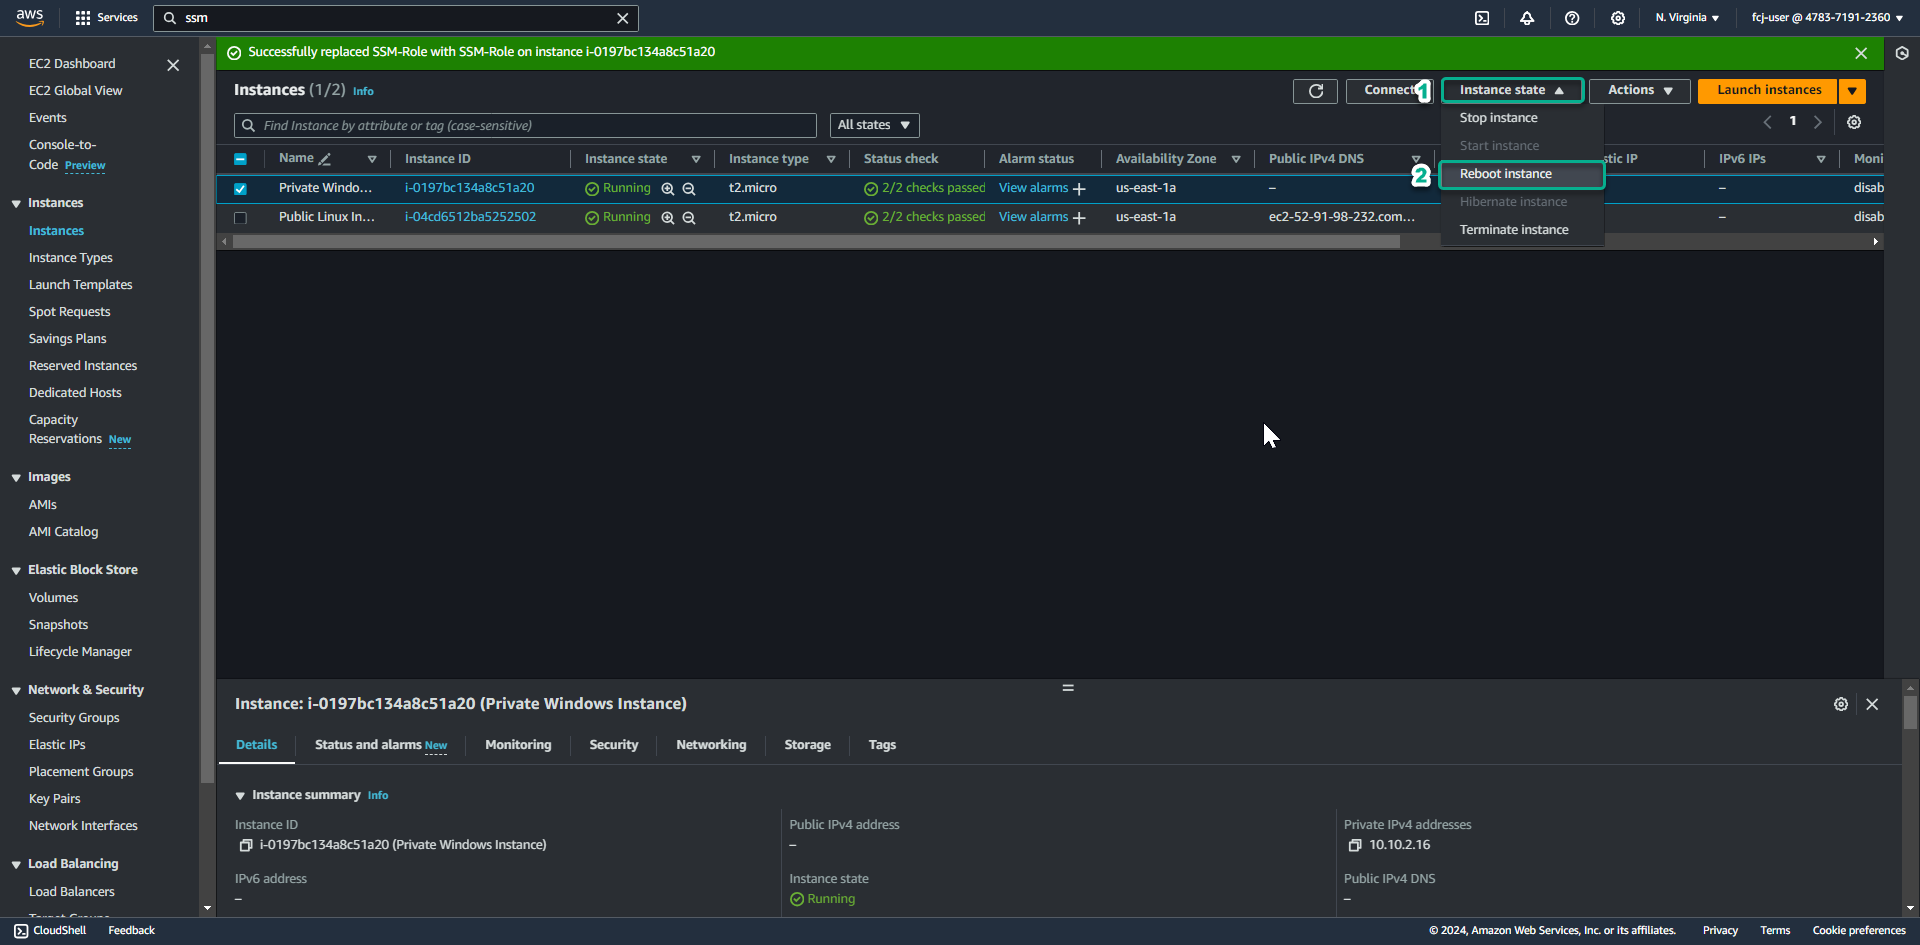 aws
Services
ssm
N. Virginia
fcj-user @ 4783-7191-2360
EC2 Dashboard
EC2 Global View
Events
Console-to-
Code Preview
Instances
Instances
Instance Types
Launch Templates
Spot Requests
Savings Plans
Reserved Instances
Dedicated Hosts
Capacity
Reservations New
Images
AMIs
AMI Catalog
Elastic Block Store
Volumes
Snapshots
Lifecycle Manager
Network & Security
Security Groups
Elastic IPs
Placement Groups
Key Pairs
Network Interfaces
Load Balancing
Load Balancers
Successfully replaced SSM-Role with SSM-Role on instance i-0197bc134a8c51a20
Instances (1/2) Info
Connect
1
Instance state
Actions
Launch instances
Find Instance by attribute or tag (case-sensitive)
All states
1
Stop instance
Start instance
2
Reboot instance
Hibernate instance
Terminate instance
Name Instance ID Instance state Instance type Status check Alarm status Availability Zone Public IPv4 DNS stic IP IPv6 IPs Moni
Private Windo... i-0197bc134a8c51a20 Running t2.micro 2/2 checks passed View alarms + us-east-1a – – disab
Public Linux In... i-04cd6512ba5252502 Running t2.micro 2/2 checks passed View alarms + us-east-1a ec2-52-91-98-232.com... – disab
Instance: i-0197bc134a8c51a20 (Private Windows Instance)
Details
Status and alarms New
Monitoring
Security
Networking
Storage
Tags
Instance summary Info
Instance ID
i-0197bc134a8c51a20 (Private Windows Instance)
Public IPv4 address
–
Private IPv4 addresses
10.10.2.16
IPv6 address
–
Instance state
Running
Public IPv4 DNS
–
CloudShell
Feedback
© 2024, Amazon Web Services, Inc. or its affiliates.
Privacy
Terms
Cookie preferences